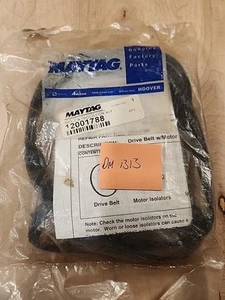 MAYTAG
Genuine
Factory
Parts
HOOVER
MAYTAG
12001788
DESCRIPTION: Drive Belt w/Motor
CONTENTS
DM 1313
Drive Belt Motor Isolators
Note: Check the motor isolators on the
motor. Worn or loose isolators can cause a